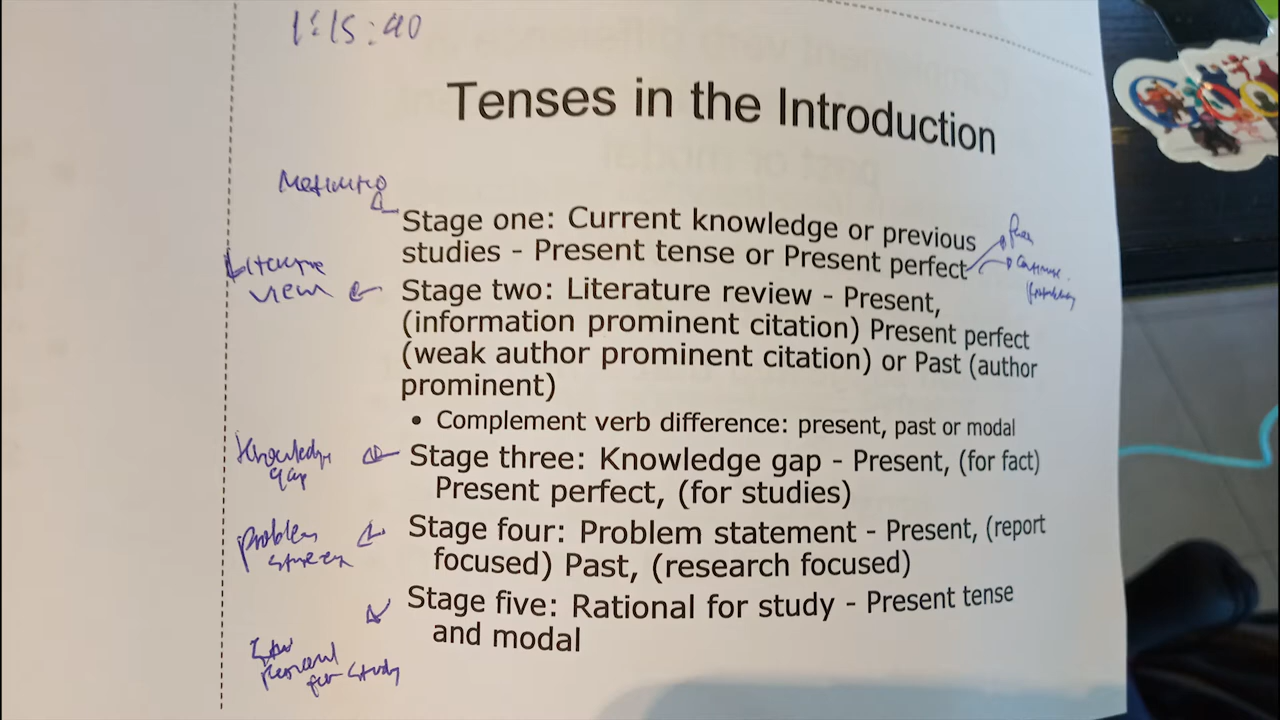 1:15:40
Tenses in the Introduction
Stage one: Current knowledge or previous
studies - Present tense or Present perfect
Literature
view
Stage two: Literature review - Present,
(information prominent citation) Present perfect
(weak author prominent citation) or Past (author
prominent)
• Complement verb difference: present, past or modal
Knowledge
gap
Stage three: Knowledge gap - Present, (for fact)
Present perfect, (for studies)
problem
Stage four: Problem statement - Present, (report
focused) Past, (research focused)
Stage five: Rational for study - Present tense
and modal
for study